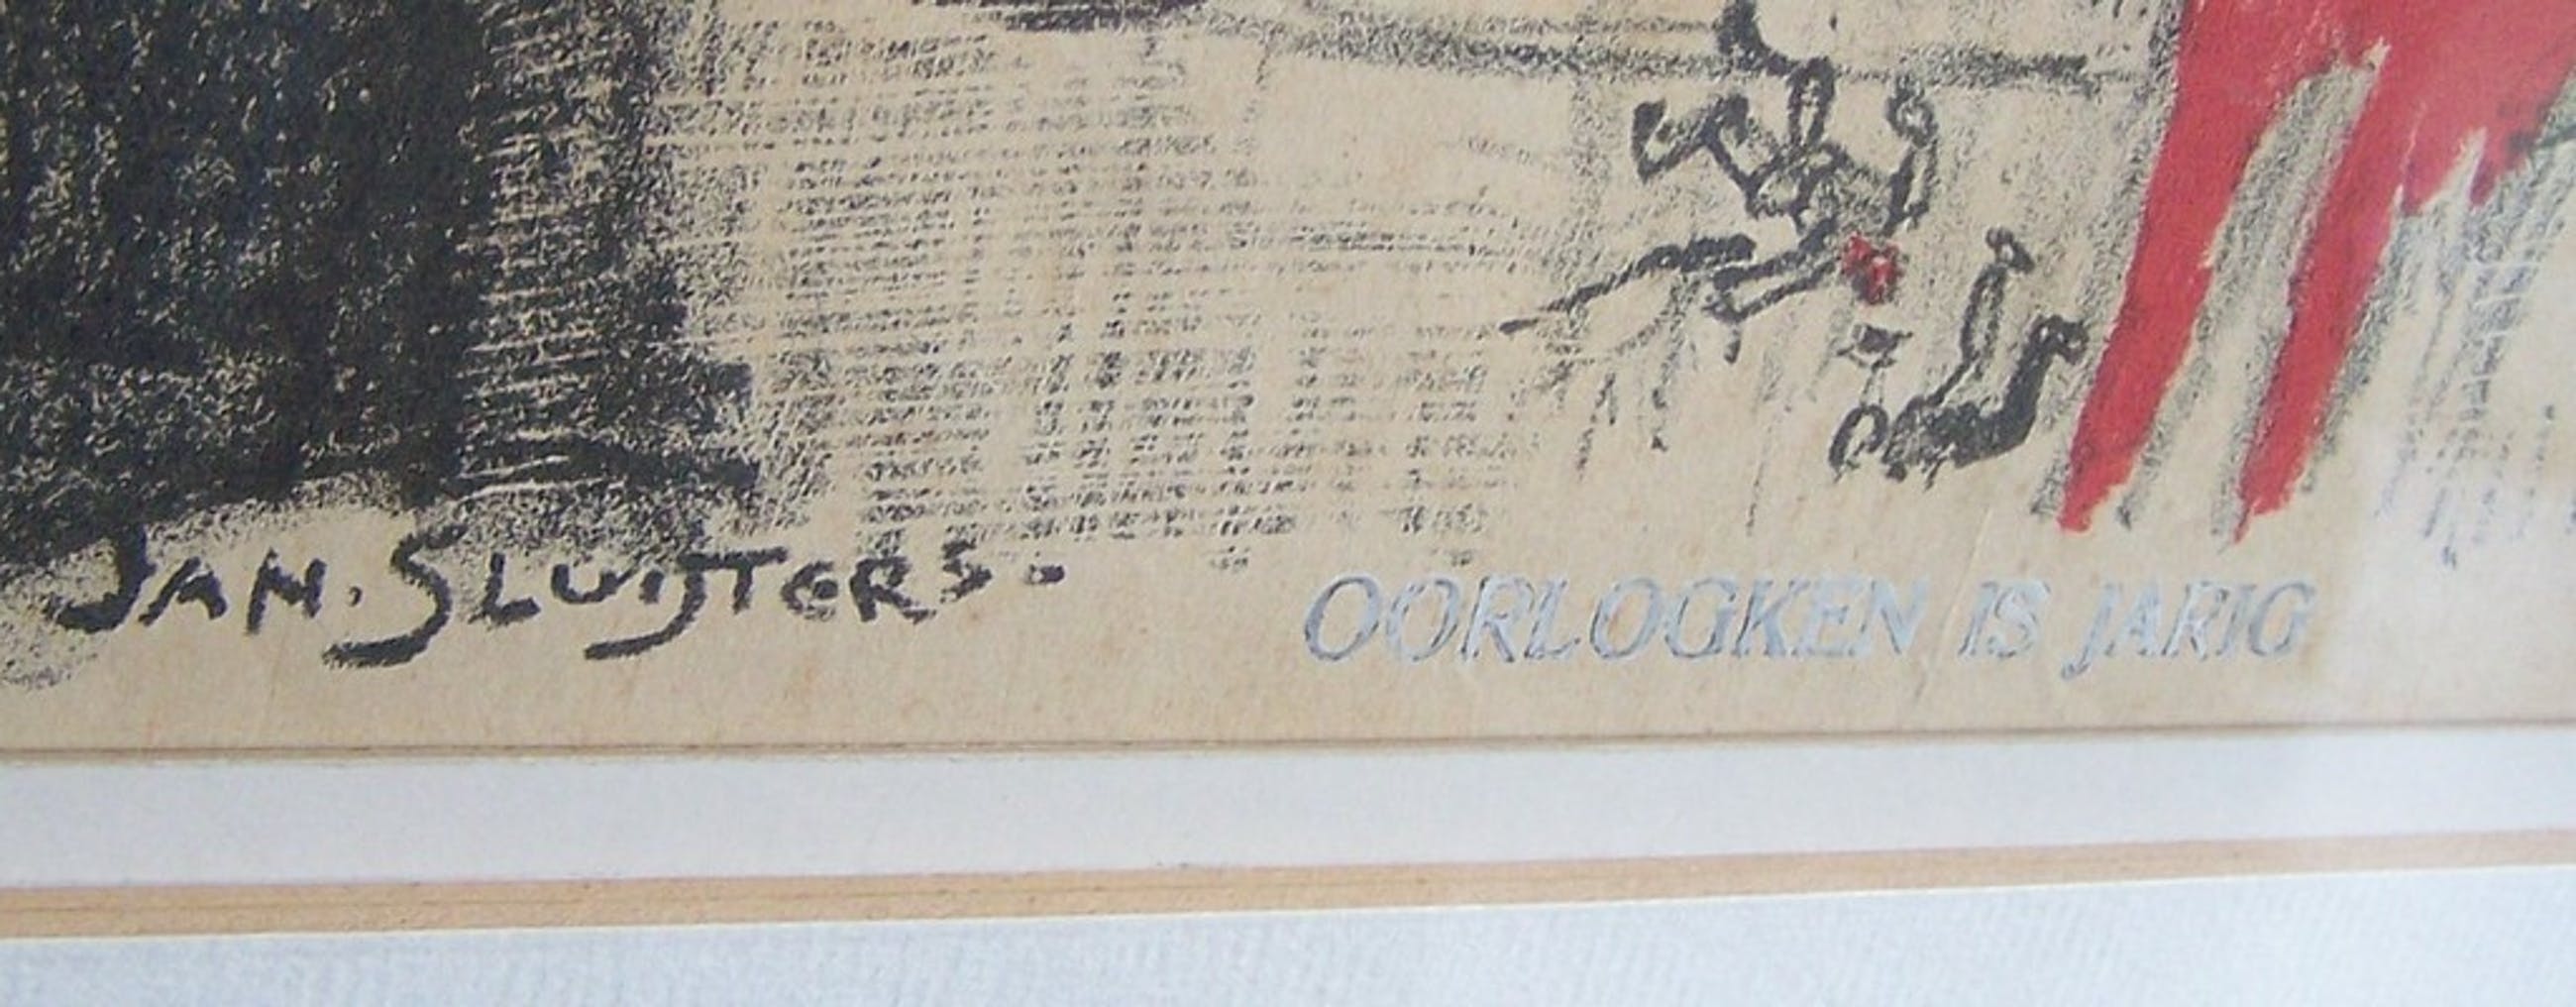 JAN. SLUIJTERS.
OORLOGKEN IS JARIG